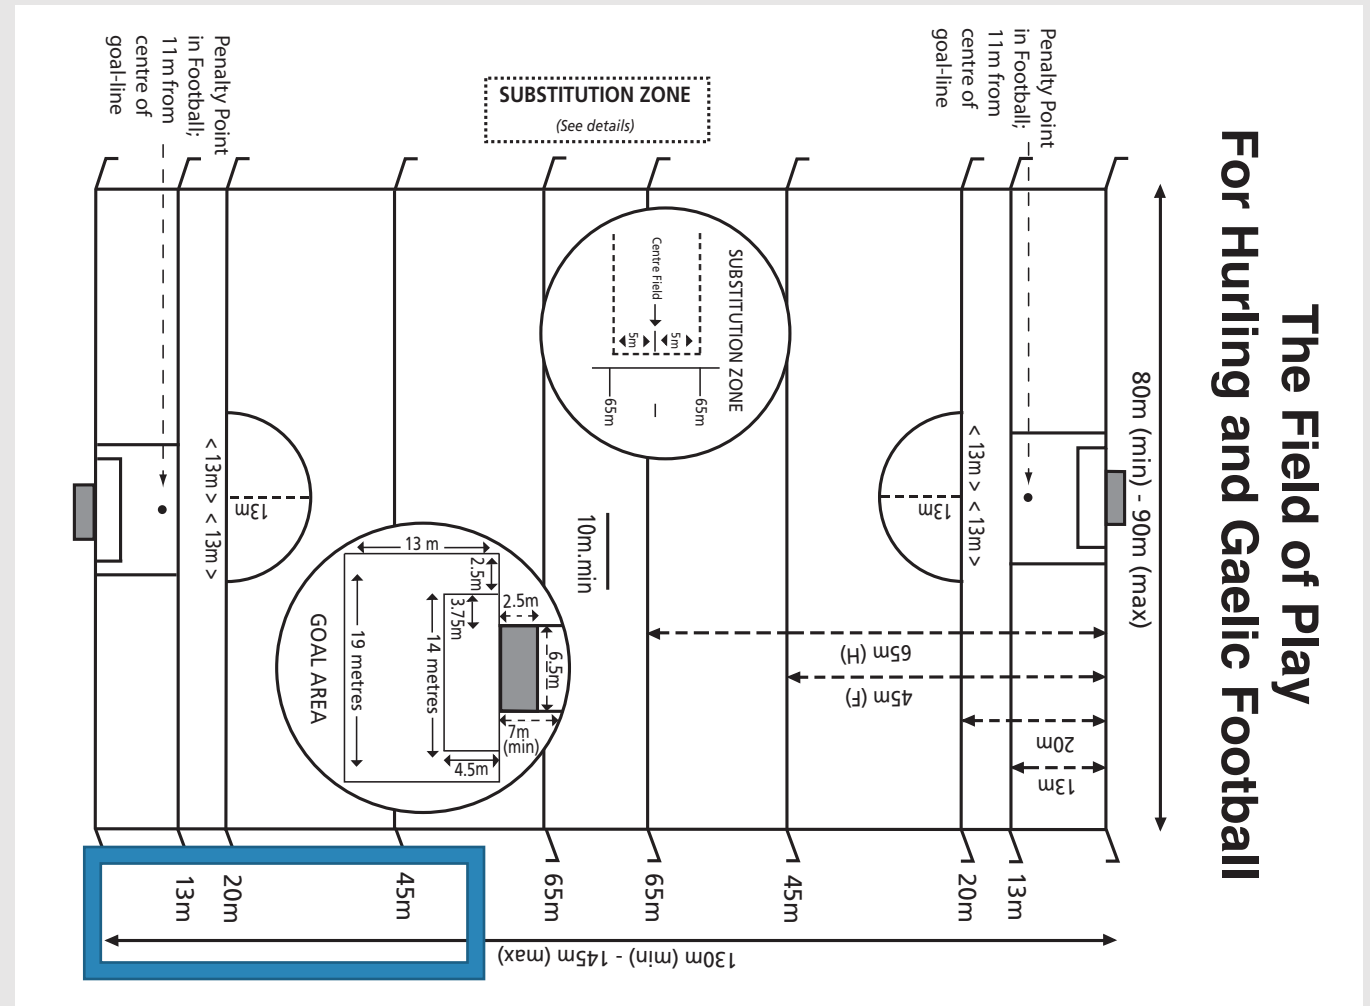 The Field of Play
For Hurling and Gaelic Football
Penalty Point
in Football;
11m from
centre of
goal-line
Penalty Point
in Football;
11m from
centre of
goal-line
SUBSTITUTION ZONE
(See details)
80m (min) - 90m (max)
SUBSTITUTION ZONE
Centre Field
5m
5m
65m
65m
< 13m > < 13m >
13m
< 13m > < 13m >
13m
10m.min
13 m
2.5m
2.5m
3.75m
6.5m
14 metres
19 metres
7m
(min)
4.5m
GOAL AREA
65m (H)
45m (F)
20m
13m
13m
20m
45m
65m
65m
45m
20m
13m
130m (min) - 145m (max)